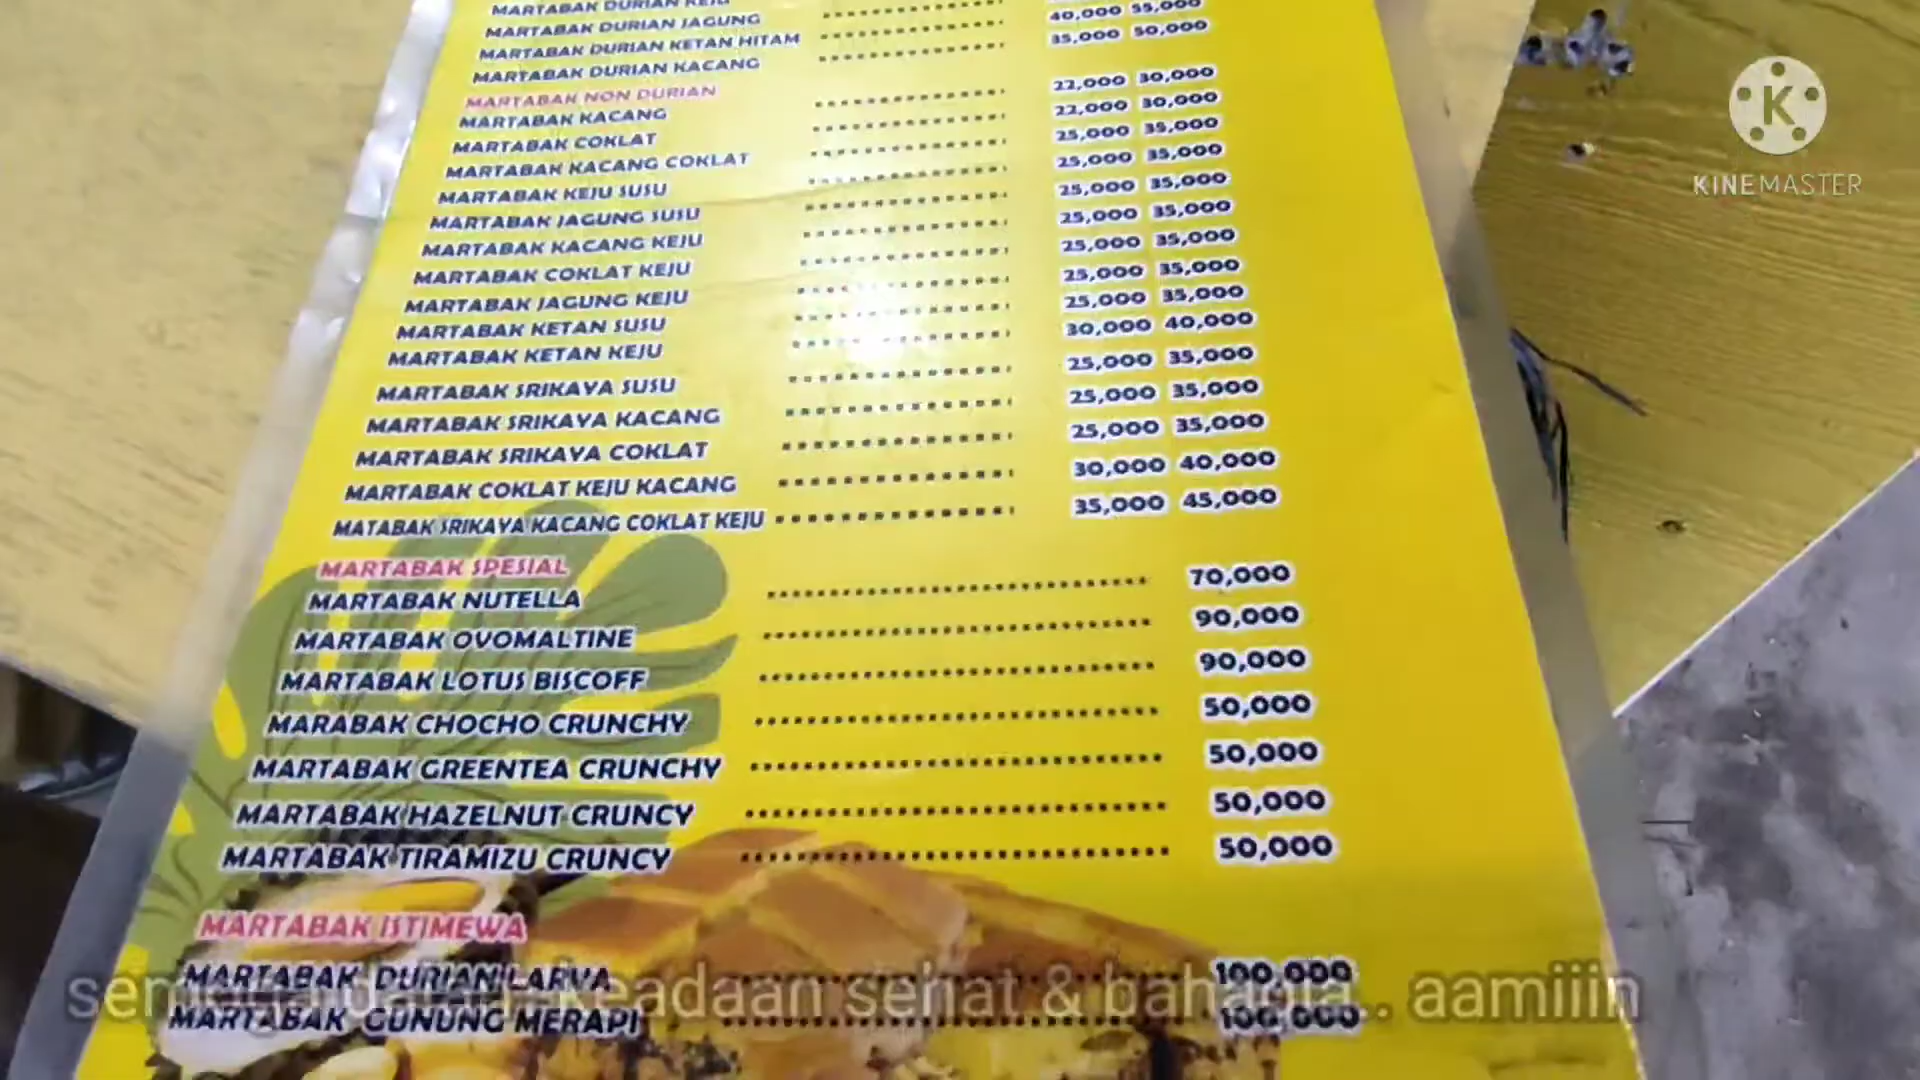 MARTABAK DURIAN KEJU
MARTABAK DURIAN JAGUNG ........ 40,000 55,000
MARTABAK DURIAN KETAN HITAM ........ 35,000 50,000
MARTABAK DURIAN KACANG
MARTABAK NON DURIAN
MARTABAK KACANG ........ 22,000 30,000
MARTABAK COKLAT ........ 22,000 30,000
MARTABAK KACANG COKLAT ........ 25,000 35,000
MARTABAK KEJU SUSU ........ 25,000 35,000
MARTABAK JAGUNG SUSU ........ 25,000 35,000
MARTABAK KACANG KEJU ........ 25,000 35,000
MARTABAK COKLAT KEJU ........ 25,000 35,000
MARTABAK JAGUNG KEJU ........ 25,000 35,000
MARTABAK KETAN SUSU ........ 25,000 35,000
MARTABAK KETAN KEJU ........ 30,000 40,000
MARTABAK SRIKAYA SUSU ........ 25,000 35,000
MARTABAK SRIKAYA KACANG ........ 25,000 35,000
MARTABAK SRIKAYA COKLAT ........ 25,000 35,000
MARTABAK COKLAT KEJU KACANG ........ 30,000 40,000
MATABAK SRIKAYA KACANG COKLAT KEJU ........ 35,000 45,000
MARTABAK SPESIAL
MARTABAK NUTELLA ........ 70,000
MARTABAK OVOMALTINE ........ 90,000
MARTABAK LOTUS BISCOFF ........ 90,000
MARABAK CHOCHO CRUNCHY ........ 50,000
MARTABAK GREENTEA CRUNCHY ........ 50,000
MARTABAK HAZELNUT CRUNCY ........ 50,000
MARTABAK TIRAMIZU CRUNCY ........ 50,000
MARTABAK ISTIMEWA
MARTABAK DURIAN LARVA ........ 100,000
MARTABAK GUNUNG MERAPI ........ 100,000
semoga dalam keadaan sehat & bahagia.. aamiiin
K
KINEMASTER